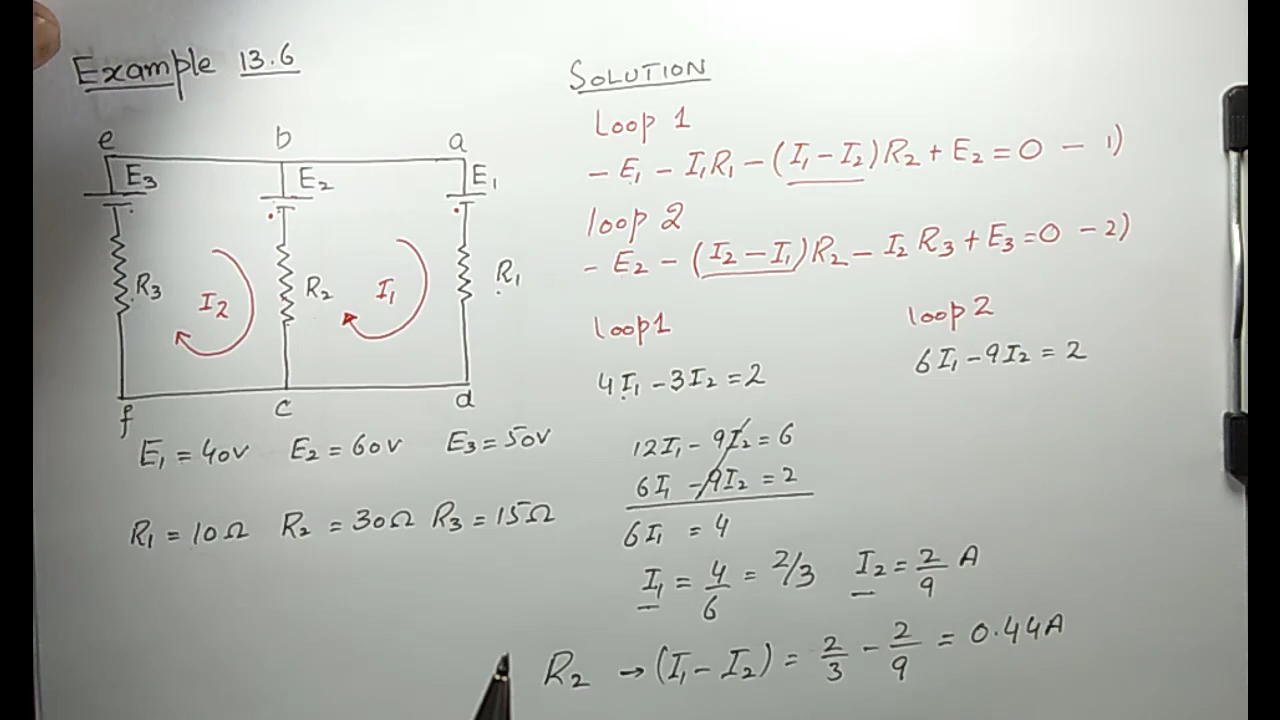 Example 13.6
e b a
E3 E2 E1
R3 R2 R1
I2 I1
f c d
E1 = 40V E2 = 60V E3 = 50V
R1 = 10Ω R2 = 30Ω R3 = 15Ω
SOLUTION
Loop 1
- E1 - I1R1 - (I1 - I2)R2 + E2 = 0 - 1)
loop 2
- E2 - (I2 - I1)R2 - I2 R3 + E3 = 0 - 2)
loop1 loop2
4I1 - 3I2 = 2 6I1 - 9I2 = 2
12I1 - 9I2 = 6
6I1 - 9I2 = 2
6I1 = 4
I1 = 4/6 = 2/3 I2 = 2/9 A
R2 → (I1 - I2) = 2/3 - 2/9 = 0.44A